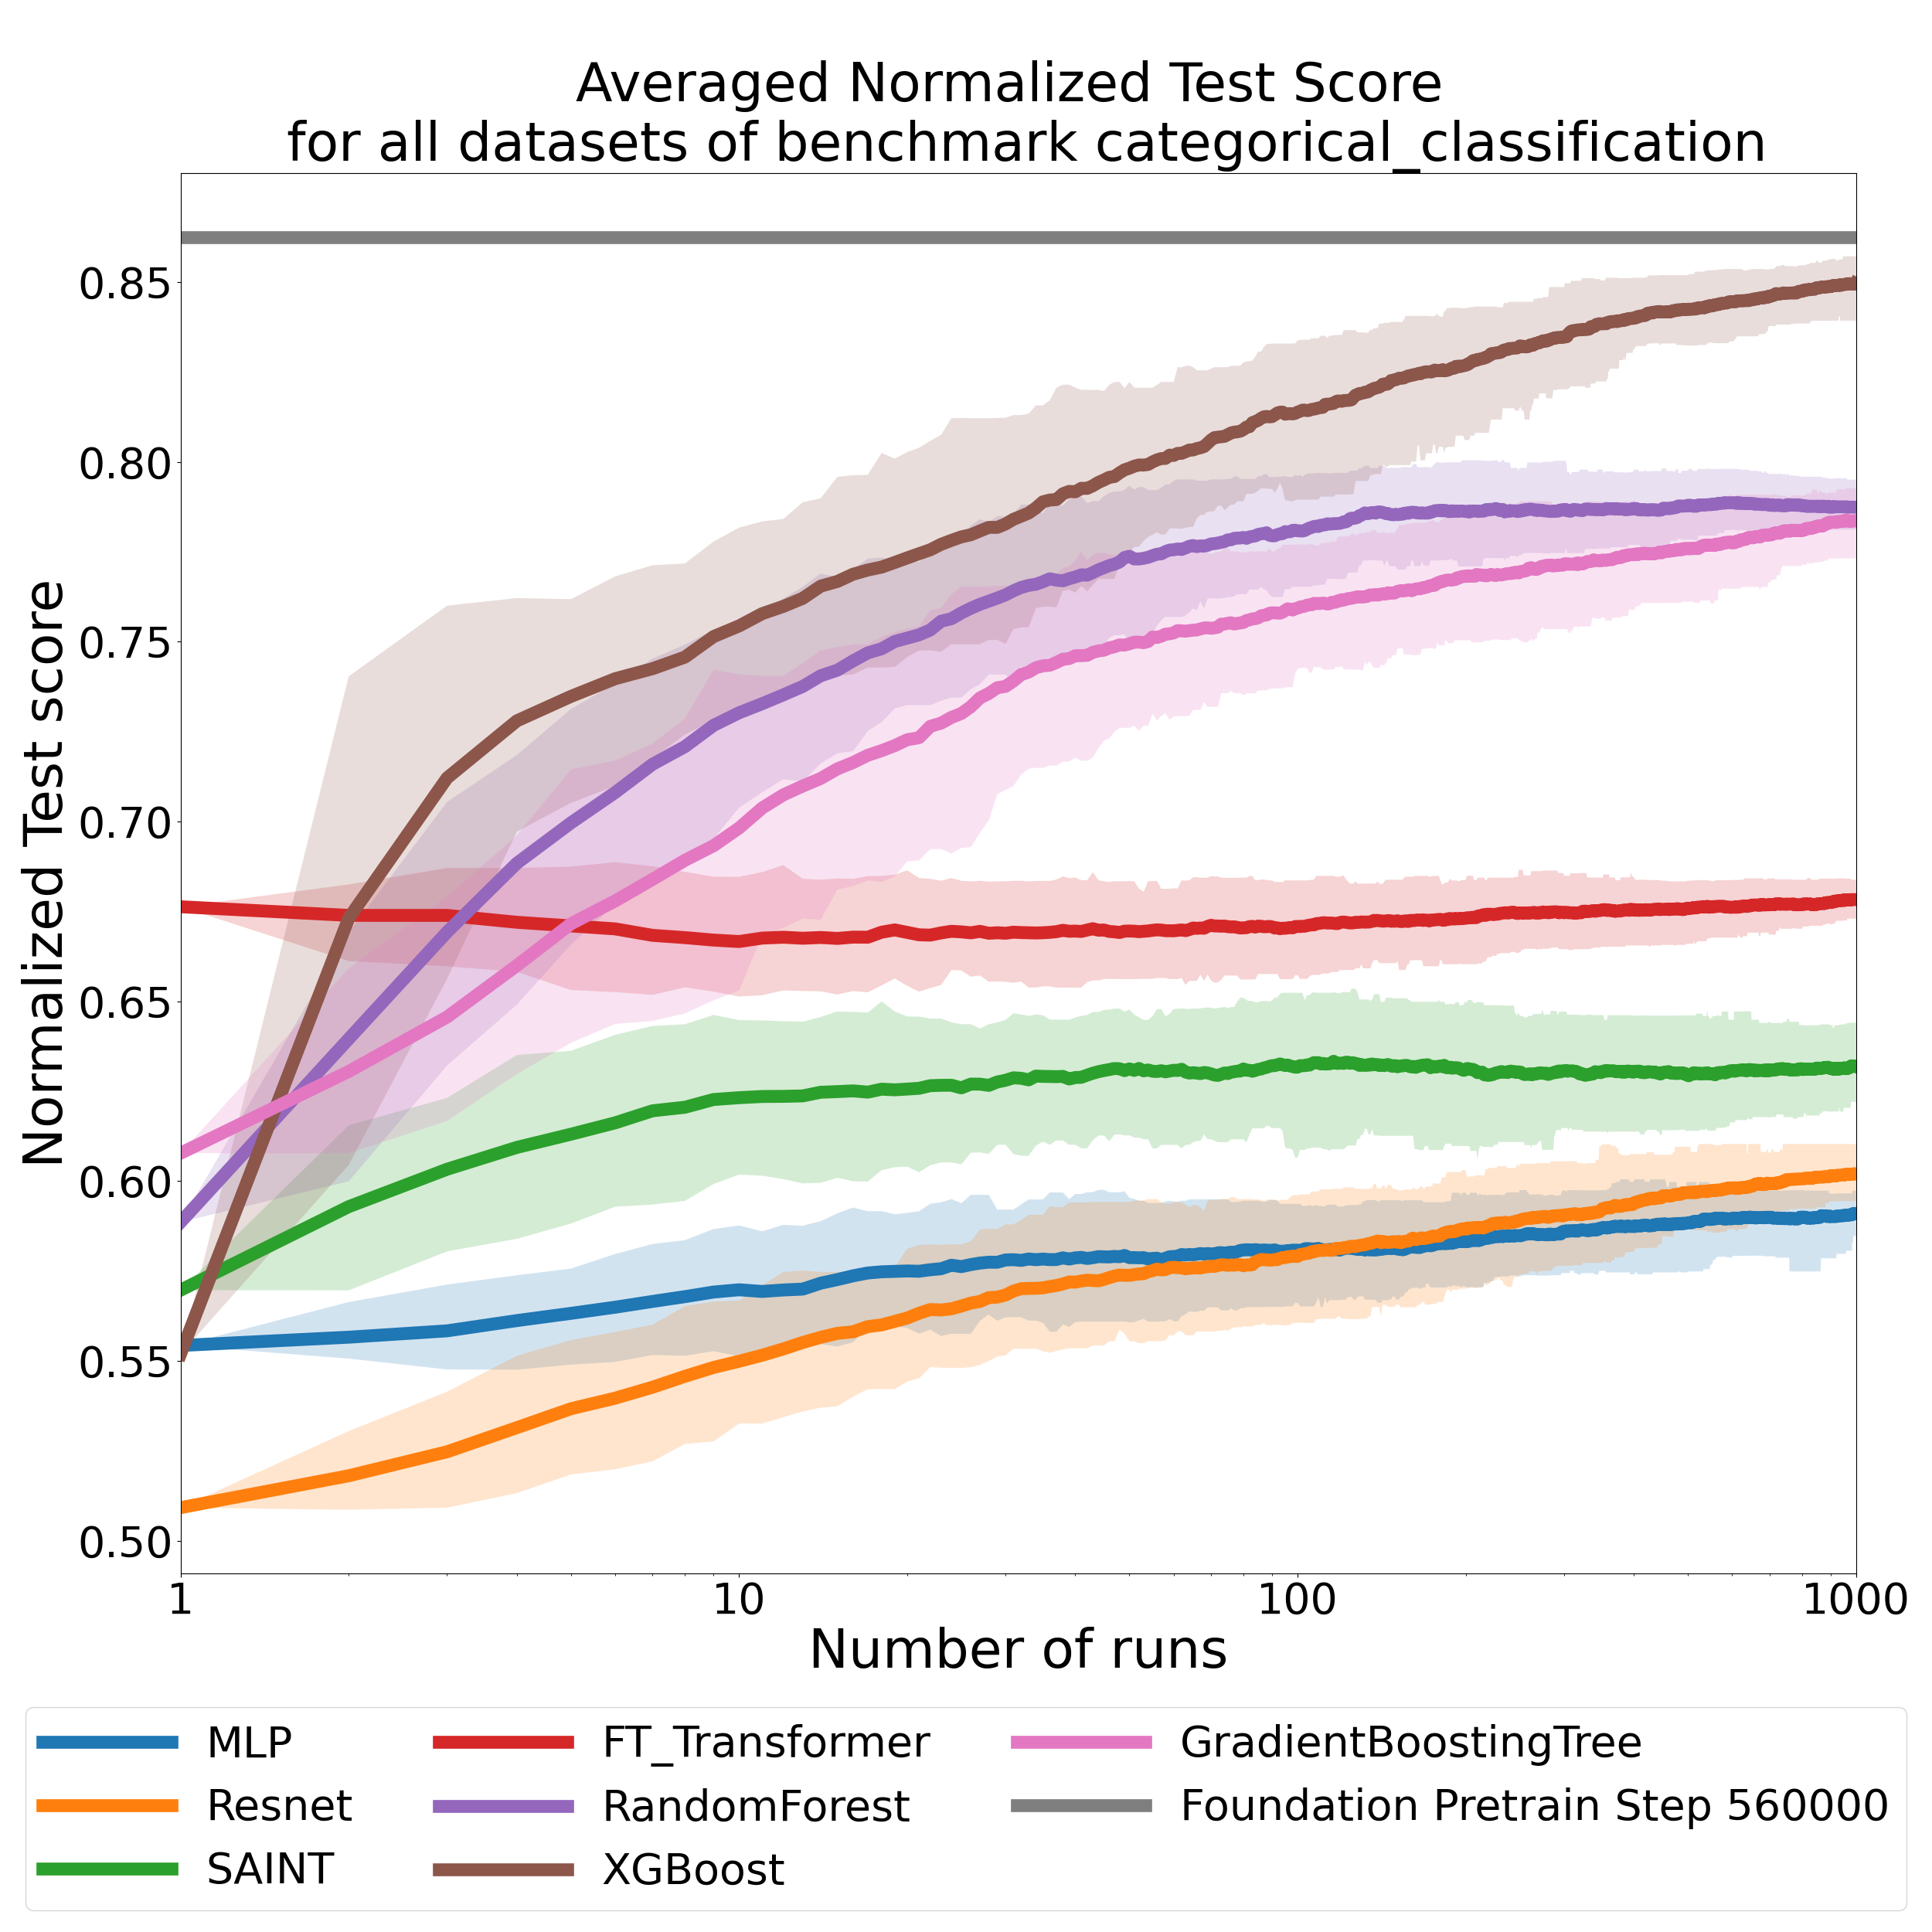 Averaged Normalized Test Score
for all datasets of benchmark categorical_classification
Normalized Test score
0.85
0.80
0.75
0.70
0.65
0.60
0.55
0.50
1 10 100 1000
Number of runs
MLP
Resnet
SAINT
FT_Transformer
RandomForest
XGBoost
GradientBoostingTree
Foundation Pretrain Step 560000